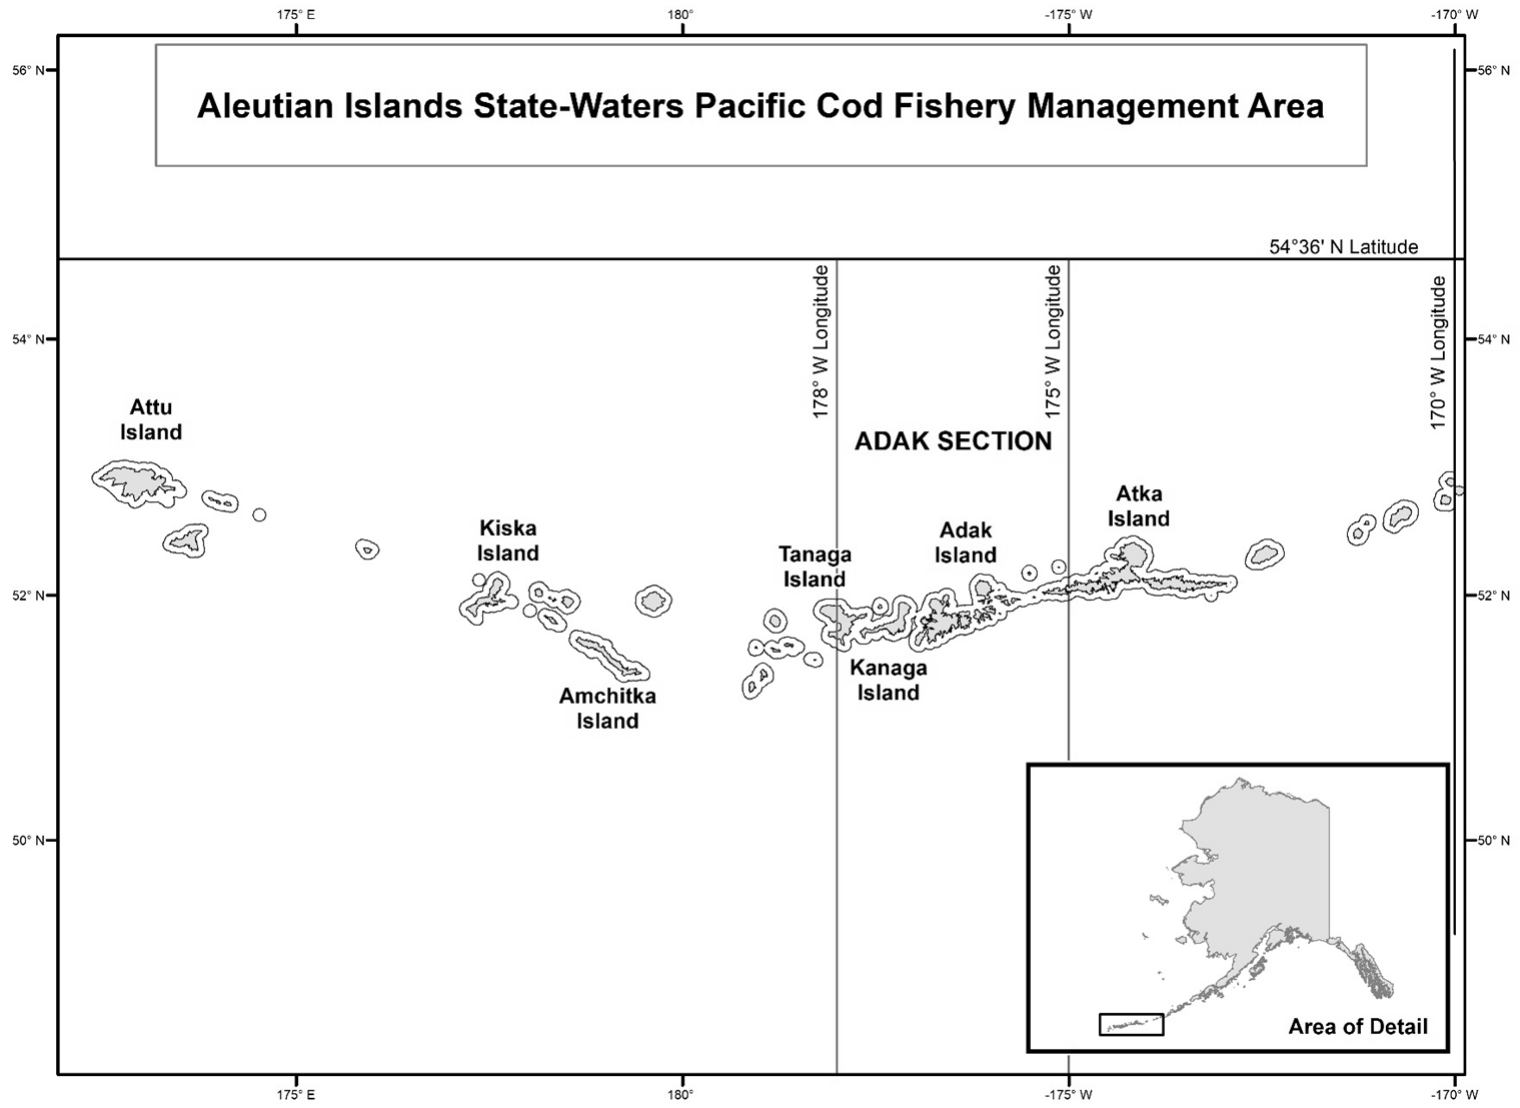 175° E
180°
-175° W
-170° W
56° N
56° N
Aleutian Islands State-Waters Pacific Cod Fishery Management Area
54°36' N Latitude
178° W Longitude
175° W Longitude
170° W Longitude
54° N
54° N
Attu
Island
ADAK SECTION
Kiska
Island
Tanaga
Island
Adak
Island
Atka
Island
52° N
52° N
Amchitka
Island
Kanaga
Island
50° N
50° N
Area of Detail
175° E
180°
-175° W
-170° W